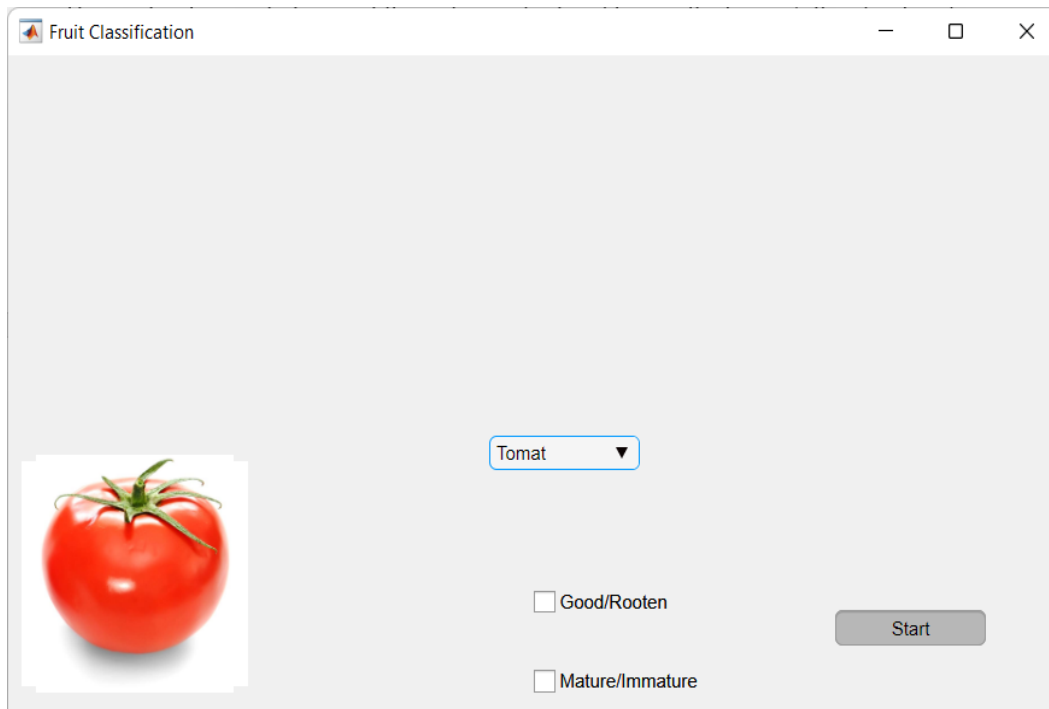 Fruit Classification
Tomat
Good/Rooten
Start
Mature/Immature